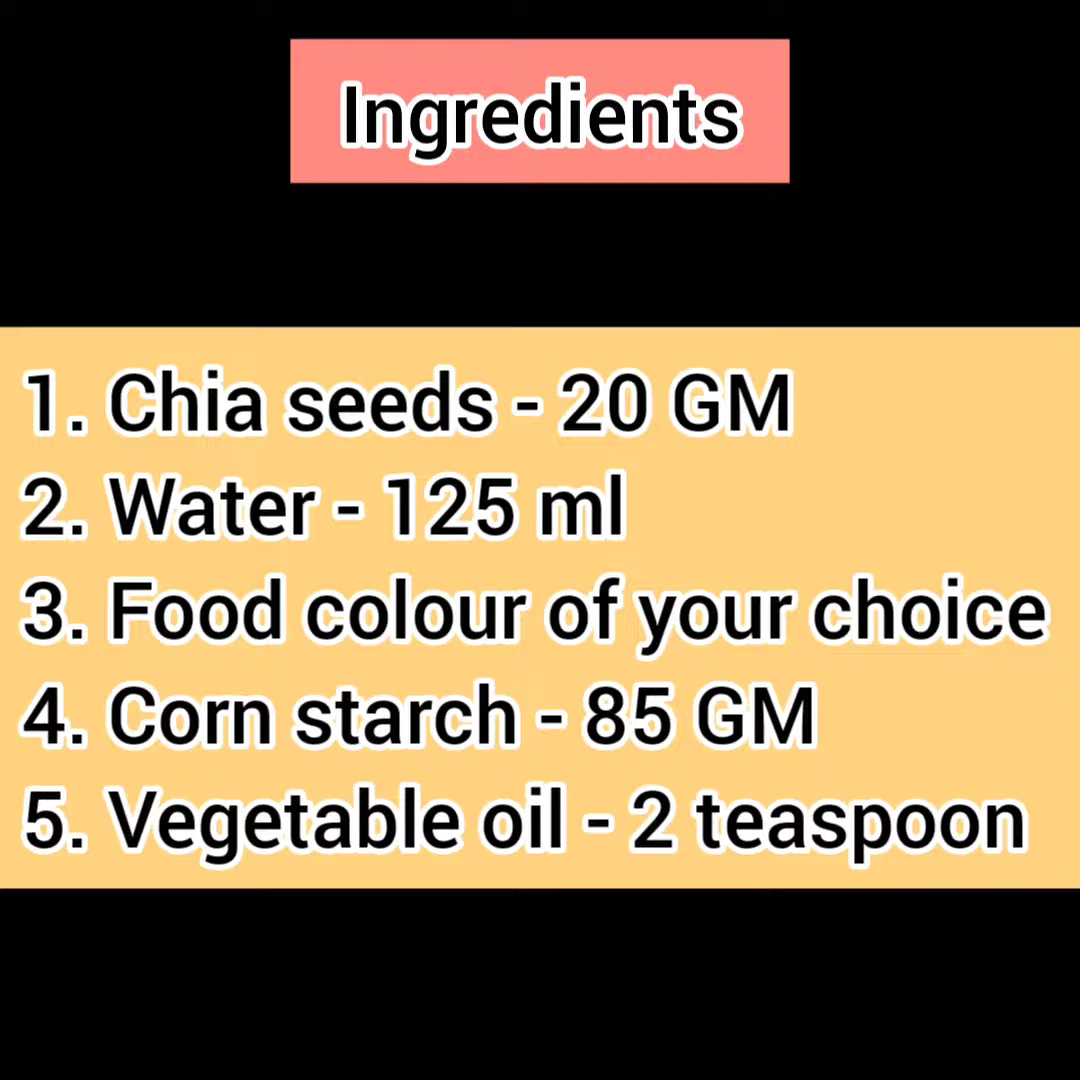 Ingredients
1. Chia seeds - 20 GM
2. Water - 125 ml
3. Food colour of your choice
4. Corn starch - 85 GM
5. Vegetable oil - 2 teaspoon